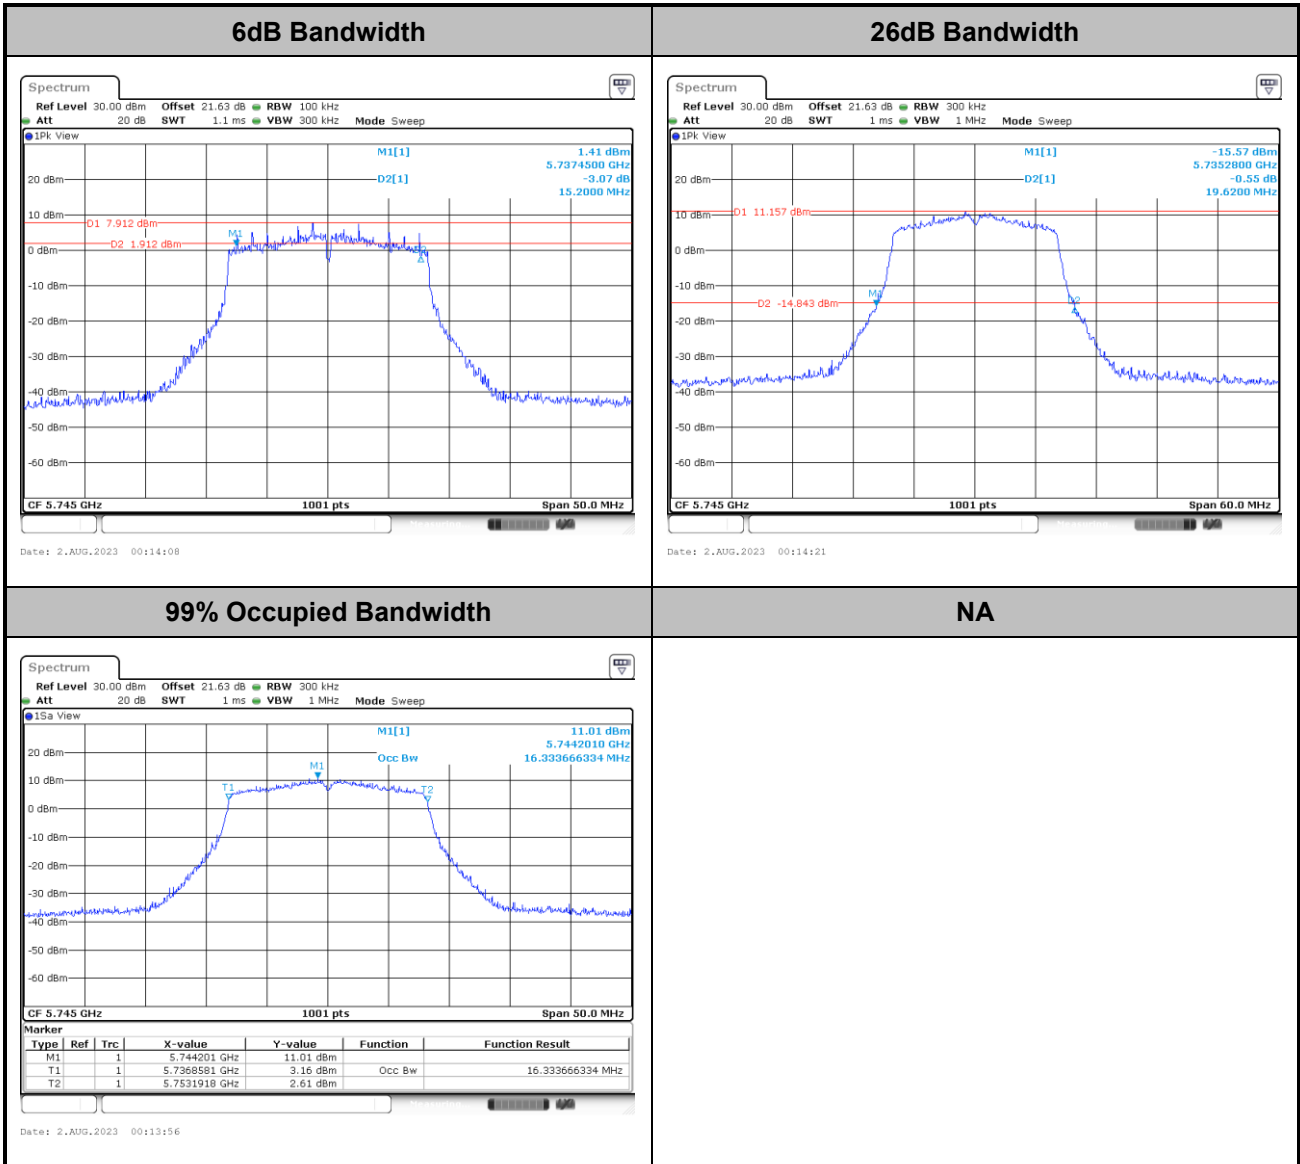 6dB Bandwidth
26dB Bandwidth
Spectrum
Ref Level 30.00 dBm Offset 21.63 dB RBW 100 kHz
Att 20 dB SWT 1.1 ms VBW 300 kHz Mode Sweep
1Pk View
M1[1] 1.41 dBm
5.7374500 GHz
D2[1] -3.07 dB
15.2000 MHz
20 dBm
10 dBm
D1 7.912 dBm
M1
D2 1.912 dBm
0 dBm
-10 dBm
-20 dBm
-30 dBm
-40 dBm
-50 dBm
-60 dBm
CF 5.745 GHz 1001 pts Span 50.0 MHz
Date: 2.AUG.2023 00:14:08
Spectrum
Ref Level 30.00 dBm Offset 21.63 dB RBW 300 kHz
Att 20 dB SWT 1 ms VBW 1 MHz Mode Sweep
1Pk View
M1[1] -15.57 dBm
5.7352800 GHz
D2[1] -0.55 dB
19.6200 MHz
20 dBm
10 dBm
D1 11.157 dBm
0 dBm
-10 dBm
M1
D2
D2 -14.843 dBm
-20 dBm
-30 dBm
-40 dBm
-50 dBm
-60 dBm
CF 5.745 GHz 1001 pts Span 60.0 MHz
Date: 2.AUG.2023 00:14:21
99% Occupied Bandwidth
NA
Spectrum
Ref Level 30.00 dBm Offset 21.63 dB RBW 300 kHz
Att 20 dB SWT 1 ms VBW 1 MHz Mode Sweep
1Sa View
M1[1] 11.01 dBm
5.7442010 GHz
Occ Bw 16.333666334 MHz
20 dBm
M1
10 dBm
T1
T2
0 dBm
-10 dBm
-20 dBm
-30 dBm
-40 dBm
-50 dBm
-60 dBm
CF 5.745 GHz 1001 pts Span 50.0 MHz
Marker
Type Ref Trc X-value Y-value Function Function Result
M1 1 5.744201 GHz 11.01 dBm
T1 1 5.7368581 GHz 3.16 dBm Occ Bw 16.333666334 MHz
T2 1 5.7531918 GHz 2.61 dBm
Date: 2.AUG.2023 00:13:56